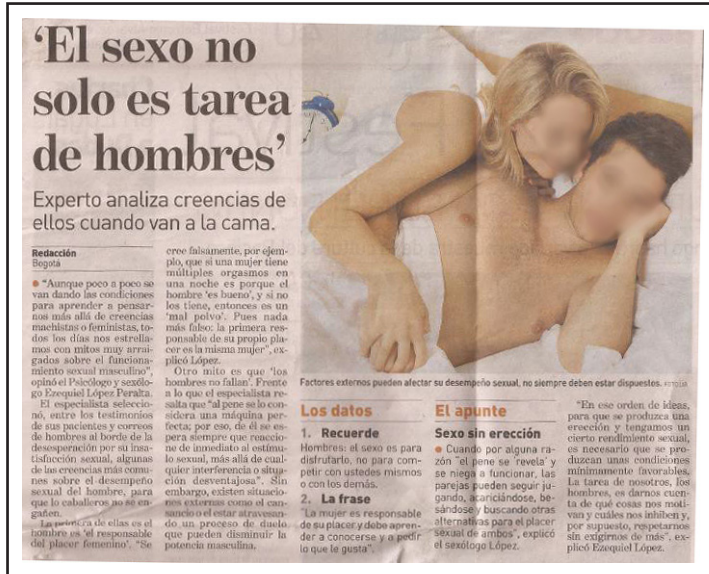 ‘El sexo no
solo es tarea
de hombres’
Experto analiza creencias de
ellos cuando van a la cama.
Redacción
Bogotá
● “Aunque poco a poco se
van dando las condiciones
para aprender a pensar-
nos más allá de creencias
machistas o feministas, to-
dos los días nos estrella-
mos con mitos muy arrai-
gados sobre el funciona-
miento sexual masculino”,
opinó el Psicólogo y sexólo-
go Ezequiel López Peralta.
El especialista seleccio-
nó, entre los testimonios
de sus pacientes y correos
de hombres al borde de la
desesperación por su insa-
tisfacción sexual, algunas
de las creencias más comu-
nes sobre el desempeño
sexual del hombre, para
que lo caballeros no se en-
gañen.
La primera de ellas es el
hombre es ‘el responsable
del placer femenino’. “Se
cree falsamente, por ejem-
plo, que si una mujer tiene
múltiples orgasmos en
una noche es porque el
hombre ‘es bueno’, y si no
los tiene, entonces es un
‘mal polvo’. Pues nada
más falso: la primera res-
ponsable de su propio pla-
cer es la misma mujer”, ex-
plicó López.
Otro mito es que ‘los
hombres no fallan’. Frente
a lo que el especialista re-
salta que “al pene se lo con-
sidera una máquina per-
fecta; por eso, de él se es-
pera siempre que reaccio-
ne de inmediato al estímu-
lo sexual, más allá de cual-
quier interferencia o situa-
ción desventajosa”. Sin
embargo, existen situacio-
nes externas como el can-
sancio o el estar atravesan-
do un proceso de duelo
que pueden disminuir la
potencia masculina.
Factores externos pueden afectar su desempeño sexual, no siempre deben estar dispuestos.
Los datos
1. Recuerde
Hombres: el sexo es para
disfrutarlo, no para com-
petir con ustedes mismos
o con los demás.
2. La frase
“La mujer es responsable
de su placer y debe apren-
der a conocerse y a pedir
lo que le gusta”.
El apunte
Sexo sin erección
● Cuando por alguna ra-
zón ‘el pene se revela’ y
se niega a funcionar, las
parejas pueden seguir ju-
gando, acariciándose, be-
sándose y buscando otras
alternativas para el placer
sexual de ambos”, explicó
el sexólogo López.
“En ese orden de ideas,
para que se produzca una
erección y tengamos un
cierto rendimiento sexual,
es necesario que se pro-
duzcan unas condiciones
mínimamente favorables.
La tarea de nosotros, los
hombres, es darnos cuen-
ta de qué cosas nos moti-
van y cuáles nos inhiben y,
por supuesto, respetarnos
sin exigirnos de más”, ex-
plicó Ezequiel López.